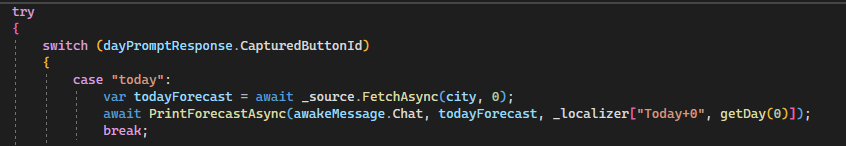 try
{
switch (dayPromptResponse.CapturedButtonId)
{
case "today":
var todayForecast = await _source.FetchAsync(city, 0);
await PrintForecastAsync(awakeMessage.Chat, todayForecast, _localizer["Today+0", getDay(0)]);
break;